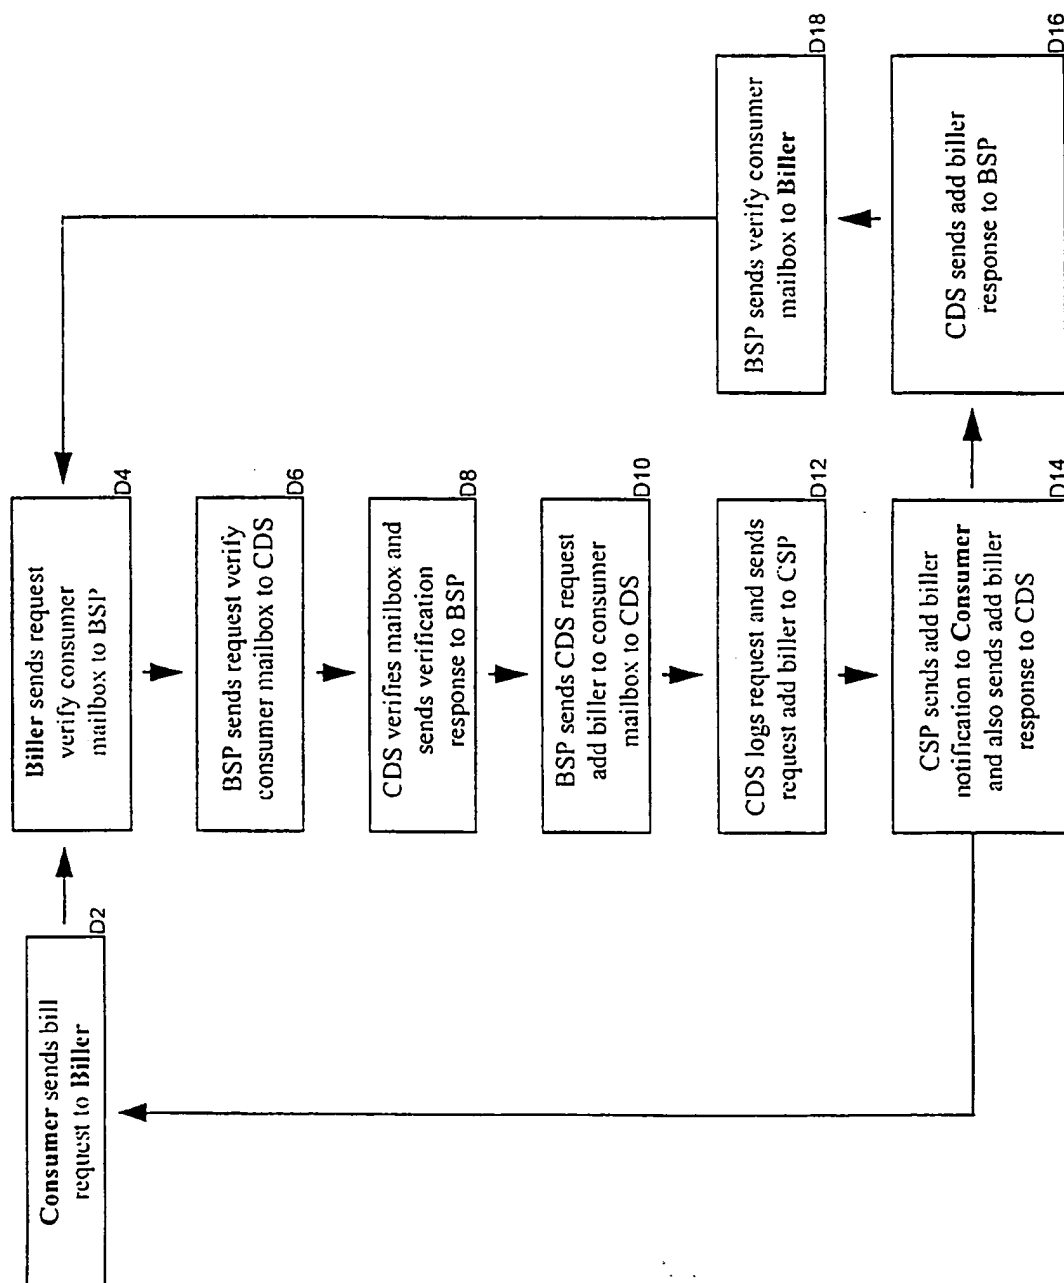 Consumer sends bill
request to Biller
D2
Biller sends request
verify consumer
mailbox to BSP
D4
BSP sends request verify
consumer mailbox to CDS
D6
CDS verifies mailbox and
sends verification
response to BSP
D8
BSP sends CDS request
add biller to consumer
mailbox to CDS
D10
CDS logs request and sends
request add biller to CSP
D12
CSP sends add biller
notification to Consumer
and also sends add biller
response to CDS
D14
CDS sends add biller
response to BSP
D16
BSP sends verify consumer
mailbox to Biller
D18